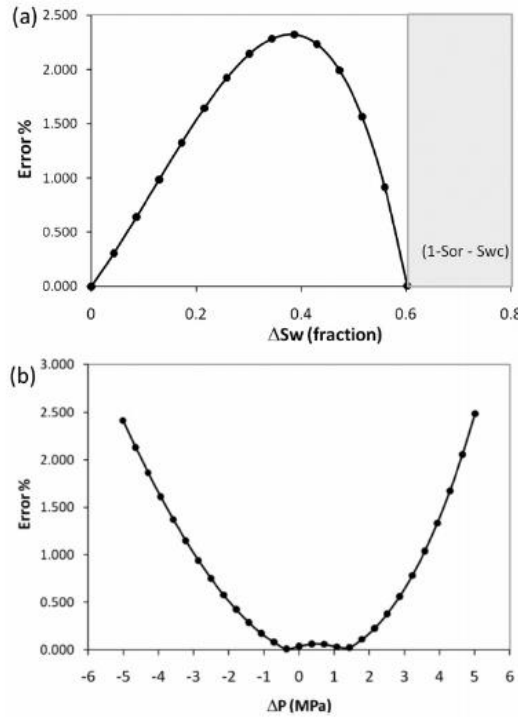 (a)
2.500
2.000
1.500
1.000
0.500
0.000
Error %
(1-Sor - Swc)
0 0.2 0.4 0.6 0.8
ΔSw (fraction)
(b)
3.000
2.500
2.000
1.500
1.000
0.500
0.000
Error %
-6 -5 -4 -3 -2 -1 0 1 2 3 4 5 6
ΔP (MPa)